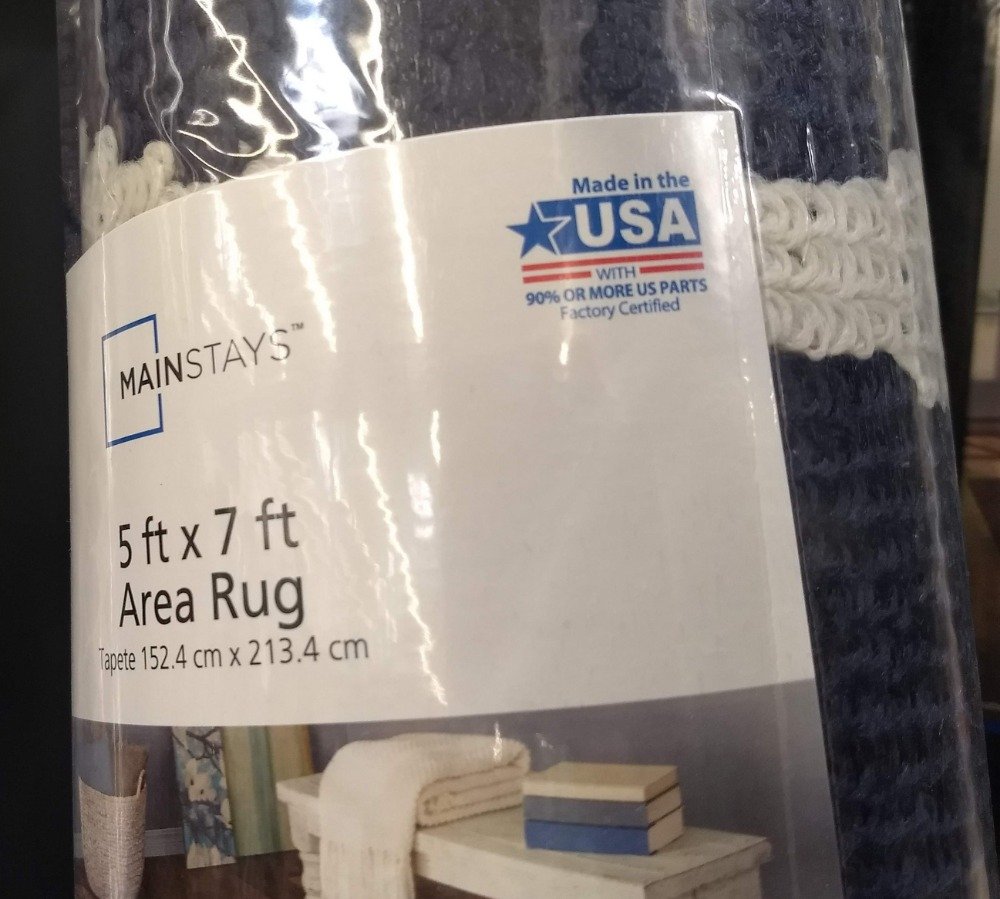 Made in the
USA
WITH
90% OR MORE US PARTS
Factory Certified
MAINSTAYS™
5 ft x 7 ft
Area Rug
Tapete 152.4 cm x 213.4 cm